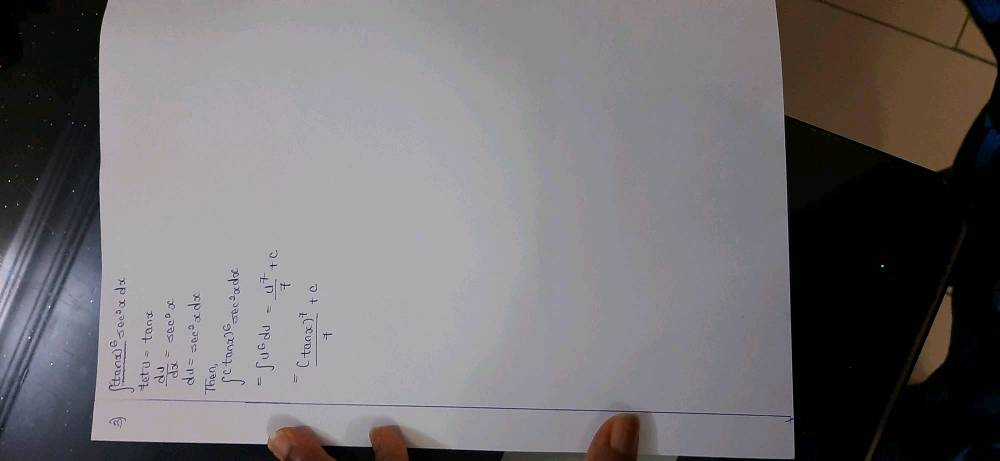 3) ∫(tanx)⁶ sec²x dx
let u = tanx
du/dx = sec²x
du = sec²x dx
Then,
∫(tanx)⁶ sec²x dx
= ∫u⁶ du = u⁷/7 + c
= (tanx)⁷/7 + c